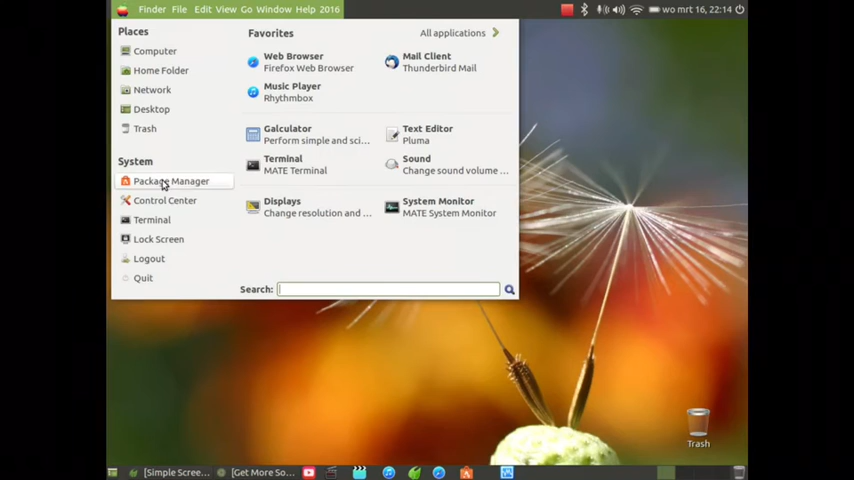 Finder File Edit View Go Window Help 2016
wo mrt 16, 22:14
Places
Computer
Home Folder
Network
Desktop
Trash
System
Package Manager
Control Center
Terminal
Lock Screen
Logout
Quit
Favorites
All applications
Web Browser
Firefox Web Browser
Mail Client
Thunderbird Mail
Music Player
Rhythmbox
Galculator
Perform simple and sci...
Text Editor
Pluma
Terminal
MATE Terminal
Sound
Change sound volume ...
Displays
Change resolution and ...
System Monitor
MATE System Monitor
Search:
Trash
[Simple Scree...
[Get More So...